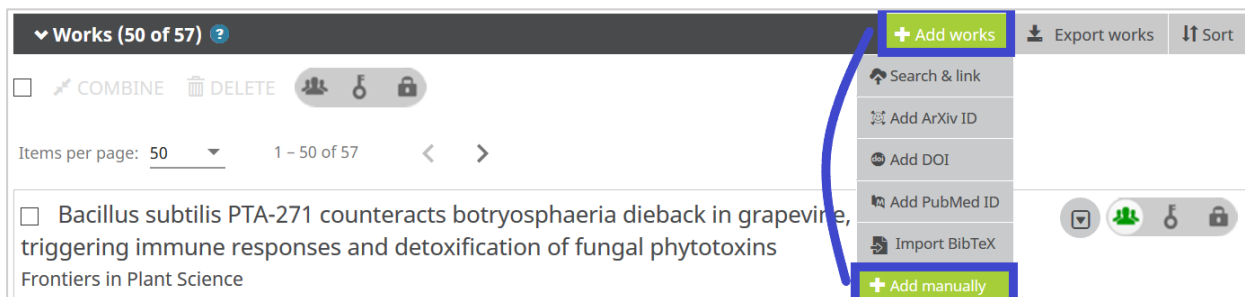 Works (50 of 57) ?
+ Add works
Export works
Sort
Search & link
COMBINE
DELETE
Add ArXiv ID
Items per page: 50
1 – 50 of 57
doi Add DOI
Add PubMed ID
Bacillus subtilis PTA-271 counteracts botryosphaeria dieback in grapevine,
triggering immune responses and detoxification of fungal phytotoxins
Import BibTeX
Frontiers in Plant Science
+ Add manually